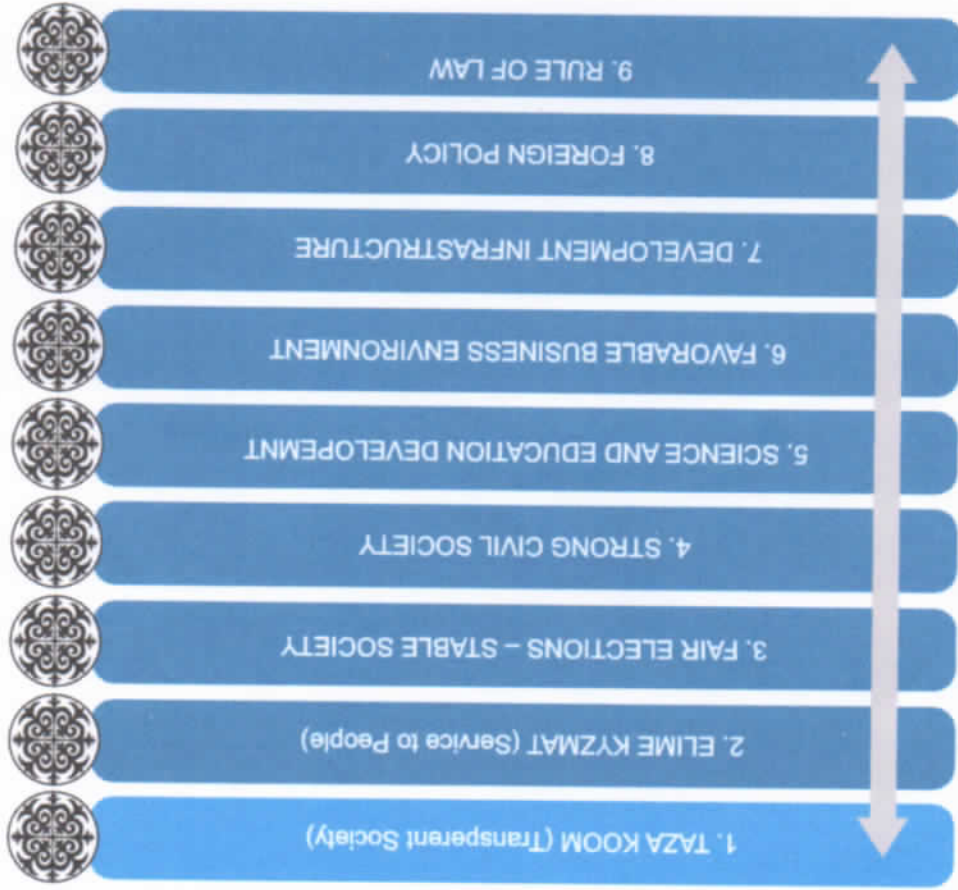 1. TAZA KOOM (Transperent Society)
2. ELIME KYZMAT (Service to People)
3. FAIR ELECTIONS – STABLE SOCIETY
4. STRONG CIVIL SOCIETY
5. SCIENCE AND EDUCATION DEVELOPEMNT
6. FAVORABLE BUSINESS ENVIRONMENT
7. DEVELOPMENT INFRASTRUCTURE
8. FOREIGN POLICY
9. RULE OF LAW